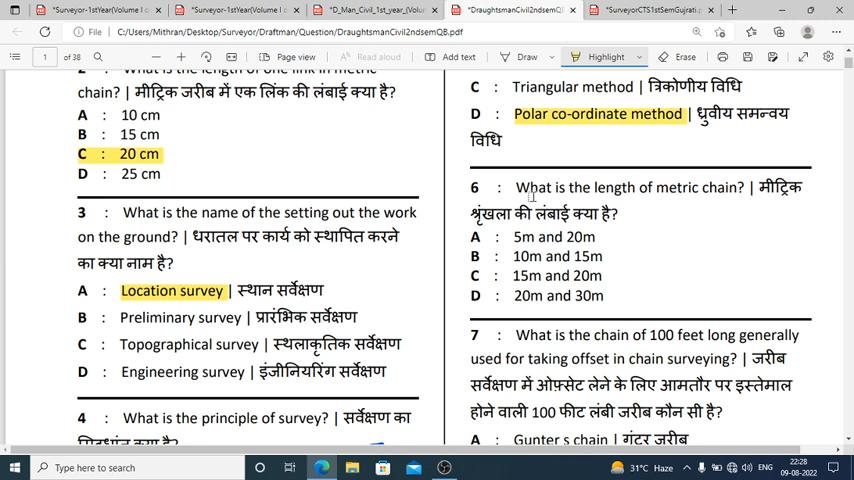 *Surveyor-1stYear(Volume I o
*Surveyor-1stYear(Volume I
*D_Man_Civil_1st_year_(Volum
*DraughtsmanCivil2ndsemQB.p
*SurveyorCTS1stSemGujrati.pd
File
C:/Users/Mithran/Desktop/Surveyor/Draftman/Question/DraughtsmanCivil2ndsemQB.pdf
1 of 38
Page view
Read aloud
Add text
Draw
Highlight
Erase
chain? | मीट्रिक जरीब में एक लिंक की लंबाई क्या है?
A : 10 cm
B : 15 cm
C : 20 cm
D : 25 cm
3 : What is the name of the setting out the work
on the ground? | धरातल पर कार्य को स्थापित करने
का क्या नाम है?
A : Location survey | स्थान सर्वेक्षण
B : Preliminary survey | प्रारंभिक सर्वेक्षण
C : Topographical survey | स्थलाकृतिक सर्वेक्षण
D : Engineering survey | इंजीनियरिंग सर्वेक्षण
4 : What is the principle of survey? | सर्वेक्षण का
C : Triangular method | त्रिकोणीय विधि
D : Polar co-ordinate method | ध्रुवीय समन्वय
विधि
6 : What is the length of metric chain? | मीट्रिक
श्रृंखला की लंबाई क्या है?
A : 5m and 20m
B : 10m and 15m
C : 15m and 20m
D : 20m and 30m
7 : What is the chain of 100 feet long generally
used for taking offset in chain surveying? | जरीब
सर्वेक्षण में ओफ़्सेट लेने के लिए आमतौर पर इस्तेमाल
होने वाली 100 फीट लंबी जरीब कौन सी है?
A : Gunter s chain | गुंटर जरीब
Type here to search
31°C Haze
ENG
22:28
09-08-2022